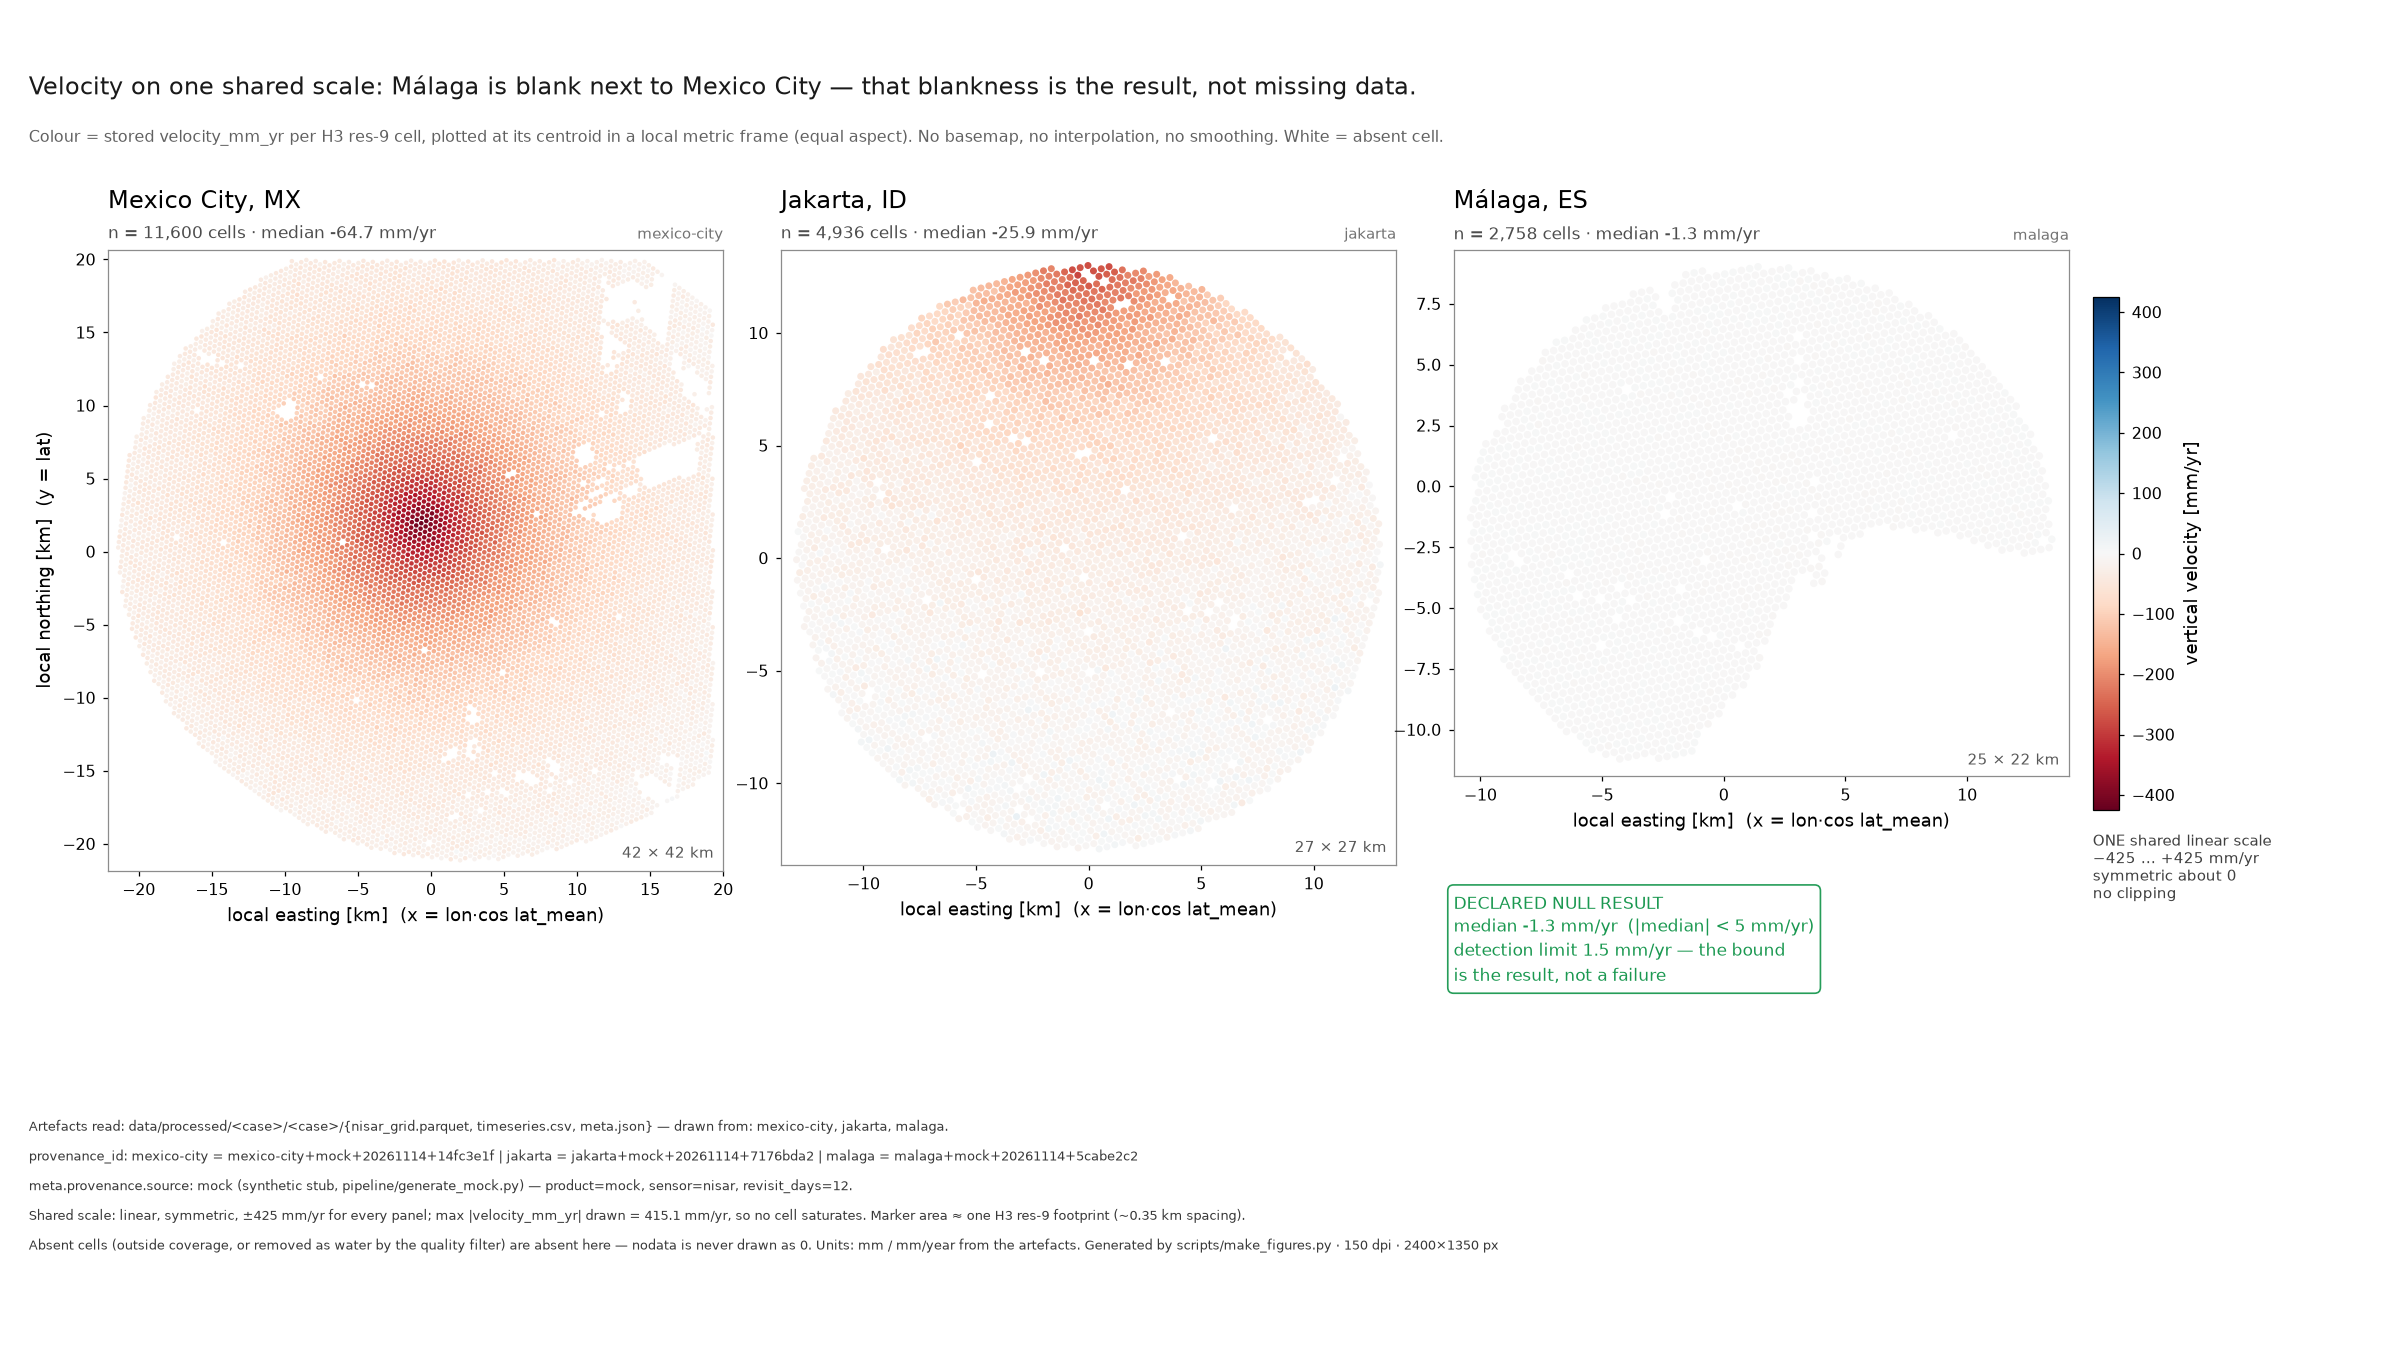 Velocity on one shared scale: Málaga is blank next to Mexico City — that blankness is the result, not missing data.
Colour = stored velocity_mm_yr per H3 res-9 cell, plotted at its centroid in a local metric frame (equal aspect). No basemap, no interpolation, no smoothing. White = absent cell.
Mexico City, MX
n = 11,600 cells · median -64.7 mm/yr
mexico-city
20
15
10
5
0
−5
−10
−15
−20
local northing [km]  (y = lat)
−20 −15 −10 −5 0 5 10 15 20
local easting [km]  (x = lon·cos lat_mean)
42 × 42 km
Jakarta, ID
n = 4,936 cells · median -25.9 mm/yr
jakarta
10
5
0
−5
−10
−10 −5 0 5 10
local easting [km]  (x = lon·cos lat_mean)
27 × 27 km
Málaga, ES
n = 2,758 cells · median -1.3 mm/yr
malaga
7.5
5.0
2.5
0.0
−2.5
−5.0
−7.5
−10.0
−10 −5 0 5 10
local easting [km]  (x = lon·cos lat_mean)
25 × 22 km
400
300
200
100
0
−100
−200
−300
−400
vertical velocity [mm/yr]
ONE shared linear scale
−425 … +425 mm/yr
symmetric about 0
no clipping
DECLARED NULL RESULT
median -1.3 mm/yr  (|median| < 5 mm/yr)
detection limit 1.5 mm/yr — the bound
is the result, not a failure
Artefacts read: data/processed/<case>/<case>/{nisar_grid.parquet, timeseries.csv, meta.json} — drawn from: mexico-city, jakarta, malaga.
provenance_id: mexico-city = mexico-city+mock+20261114+14fc3e1f | jakarta = jakarta+mock+20261114+7176bda2 | malaga = malaga+mock+20261114+5cabe2c2
meta.provenance.source: mock (synthetic stub, pipeline/generate_mock.py) — product=mock, sensor=nisar, revisit_days=12.
Shared scale: linear, symmetric, ±425 mm/yr for every panel; max |velocity_mm_yr| drawn = 415.1 mm/yr, so no cell saturates. Marker area ≈ one H3 res-9 footprint (~0.35 km spacing).
Absent cells (outside coverage, or removed as water by the quality filter) are absent here — nodata is never drawn as 0. Units: mm / mm/year from the artefacts. Generated by scripts/make_figures.py · 150 dpi · 2400×1350 px